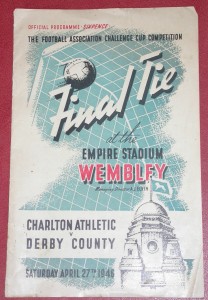 OFFICIAL PROGRAMME · SIXPENCE
THE FOOTBALL ASSOCIATION CHALLENGE CUP COMPETITION
Final Tie
at the
EMPIRE STADIUM
WEMBLEY
CHARLTON ATHLETIC
v
DERBY COUNTY
SATURDAY APRIL 27TH 1946